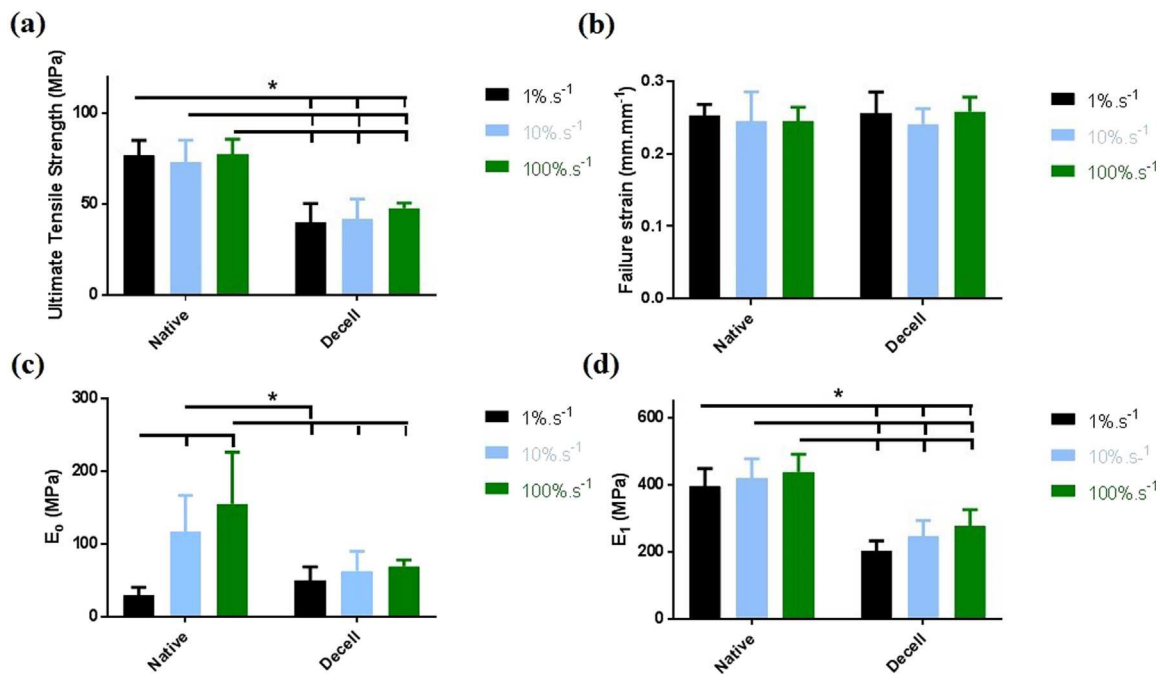 (a)
Ultimate Tensile Strength (MPa)
100
50
0
*
Native
Decell
1%.s-1
10%.s-1
100%.s-1
(b)
Failure strain (mm.mm-1)
0.3
0.2
0.1
0.0
Native
Decell
1%.s-1
10%.s-1
100%.s-1
(c)
E0 (MPa)
300
200
100
0
*
Native
Decell
1%.s-1
10%.s-1
100%.s-1
(d)
E1 (MPa)
600
400
200
0
*
Native
Decell
1%.s-1
10%.s-1
100%.s-1